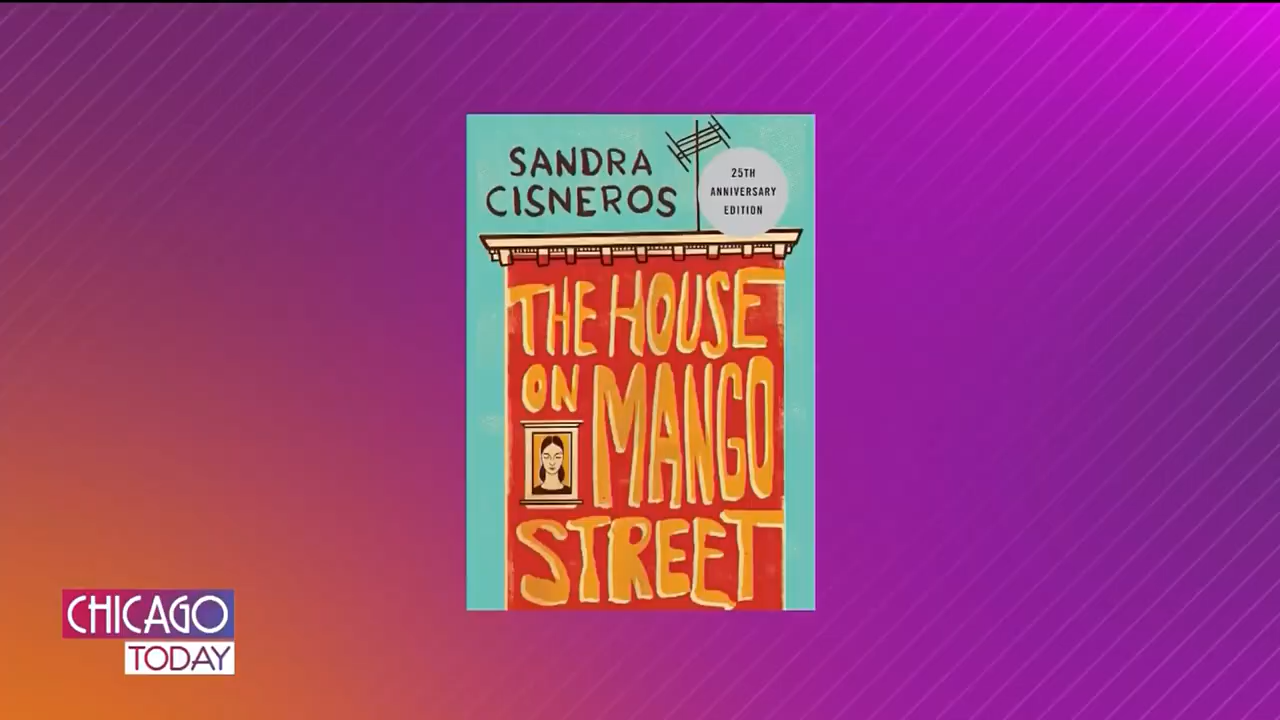 SANDRA
CISNEROS
25TH
ANNIVERSARY
EDITION
THE HOUSE
ON MANGO
STREET
CHICAGO
TODAY